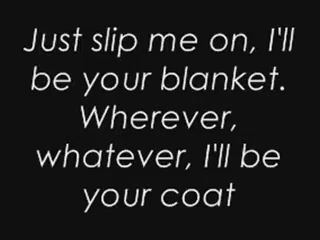 Just slip me on, I'll
be your blanket.
Wherever,
whatever, I'll be
your coat